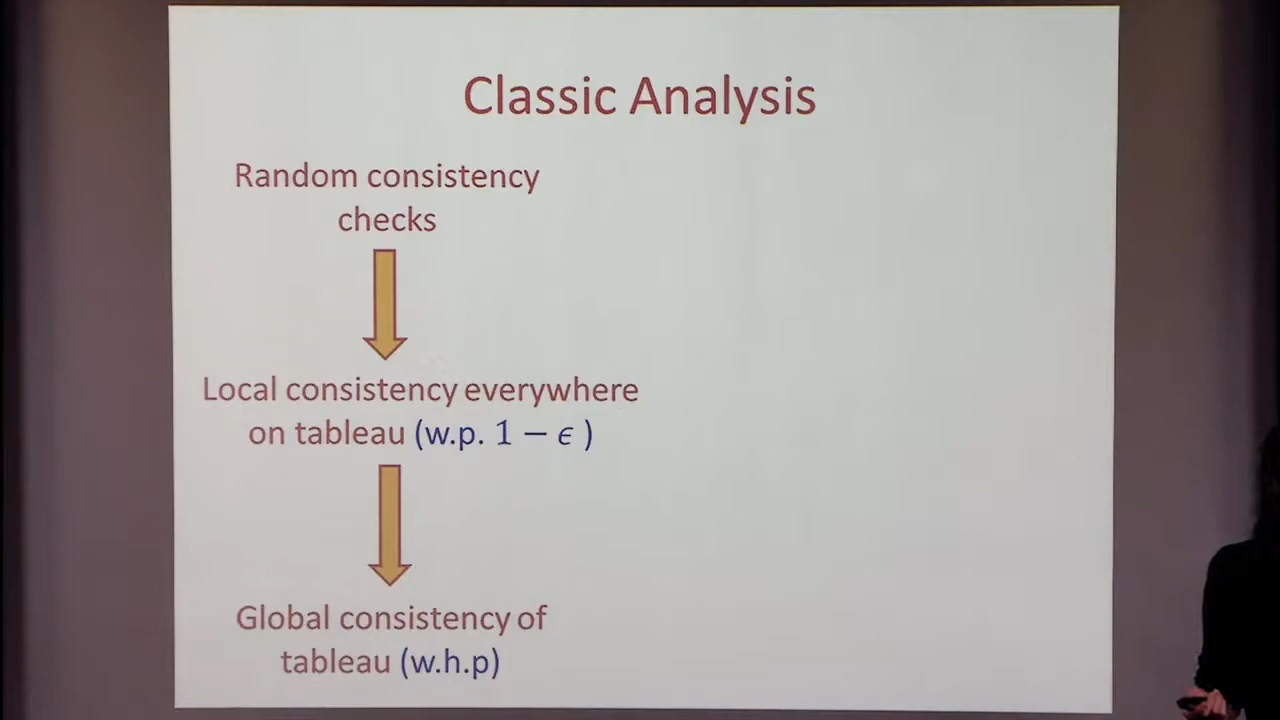 Classic Analysis
Random consistency
checks
Local consistency everywhere
on tableau (w.p. 1 − ϵ )
Global consistency of
tableau (w.h.p)